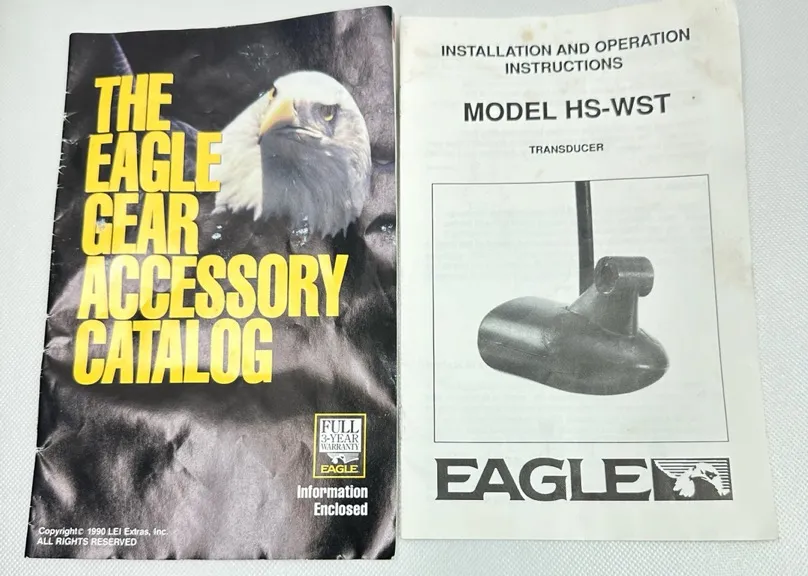 THE
EAGLE
GEAR
ACCESSORY
CATALOG
FULL
3-YEAR
WARRANTY
EAGLE
Information
Enclosed
Copyright© 1990 LEI Extras, Inc.
ALL RIGHTS RESERVED
INSTALLATION AND OPERATION
INSTRUCTIONS
MODEL HS-WST
TRANSDUCER
EAGLE